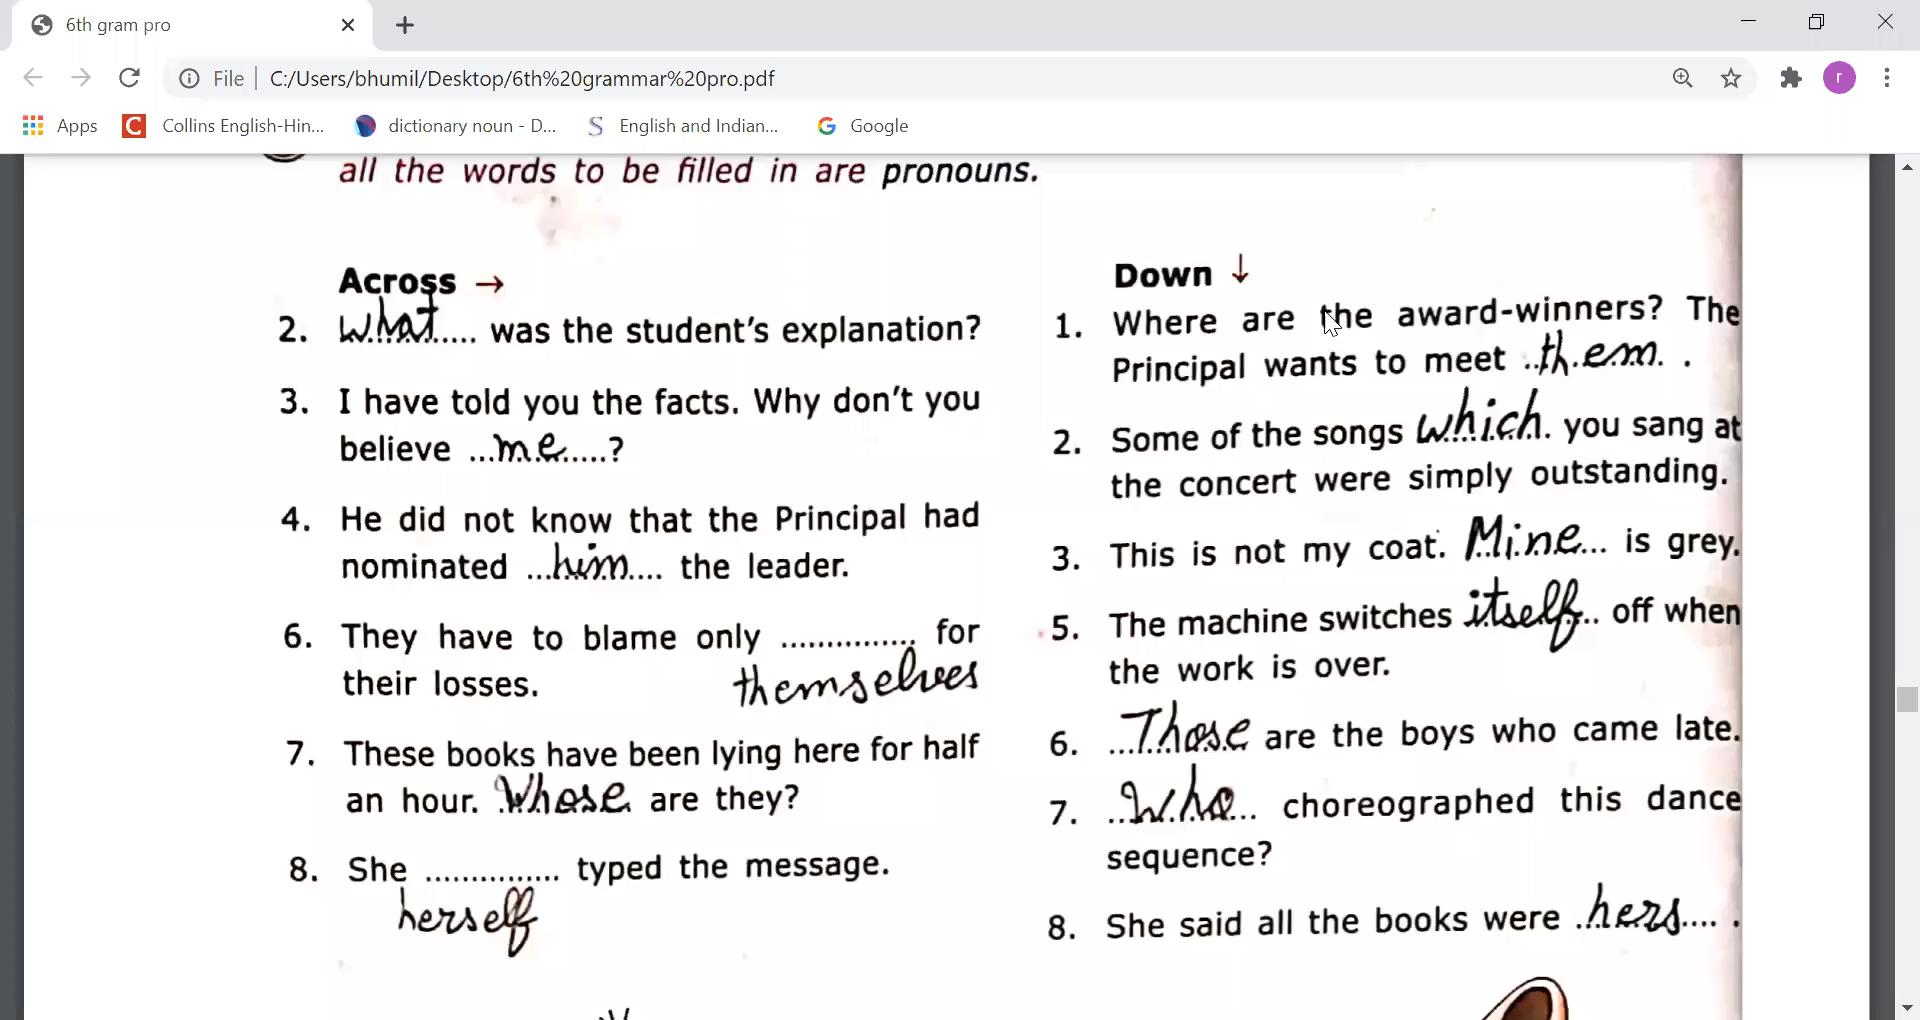 6th gram pro
File C:/Users/bhumil/Desktop/6th%20grammar%20pro.pdf r
Apps Collins English-Hin... dictionary noun - D... English and Indian... Google
all the words to be filled in are pronouns.
Across →
2. What..... was the student's explanation?
3. I have told you the facts. Why don't you
believe ...me.....?
4. He did not know that the Principal had
nominated ...him.... the leader.
6. They have to blame only .............. for
their losses. themselves
7. These books have been lying here for half
an hour. Whose are they?
8. She .............. typed the message.
herself
Down ↓
1. Where are the award-winners? The
Principal wants to meet ..them. .
2. Some of the songs which. you sang at
the concert were simply outstanding.
3. This is not my coat. Mine... is grey.
5. The machine switches itself.. off when
the work is over.
6. ...Those are the boys who came late.
7. ..Who... choreographed this dance
sequence?
8. She said all the books were ..hers.... .